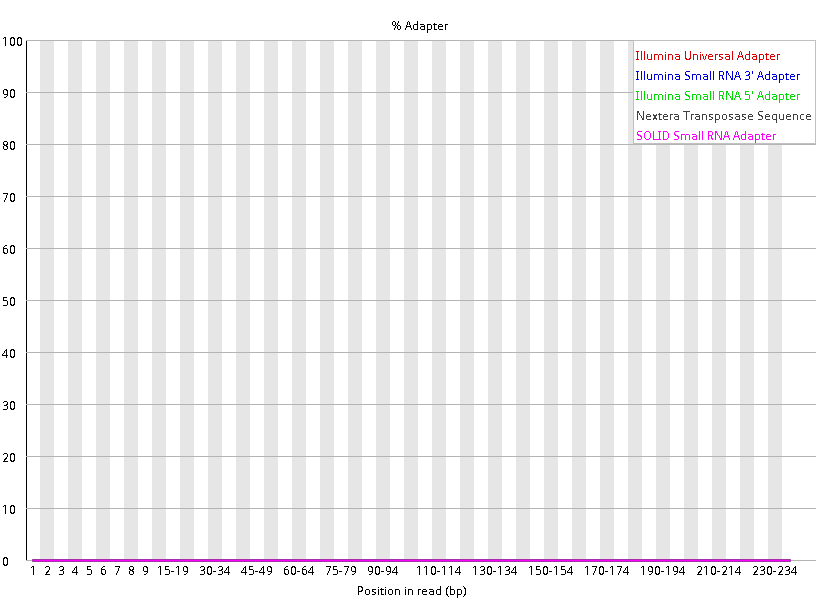 % Adapter
100
90
80
70
60
50
40
30
20
10
0
Illumina Universal Adapter
Illumina Small RNA 3' Adapter
Illumina Small RNA 5' Adapter
Nextera Transposase Sequence
SOLID Small RNA Adapter
1 2 3 4 5 6 7 8 9 15-19 30-34 45-49 60-64 75-79 90-94 110-114 130-134 150-154 170-174 190-194 210-214 230-234
Position in read (bp)